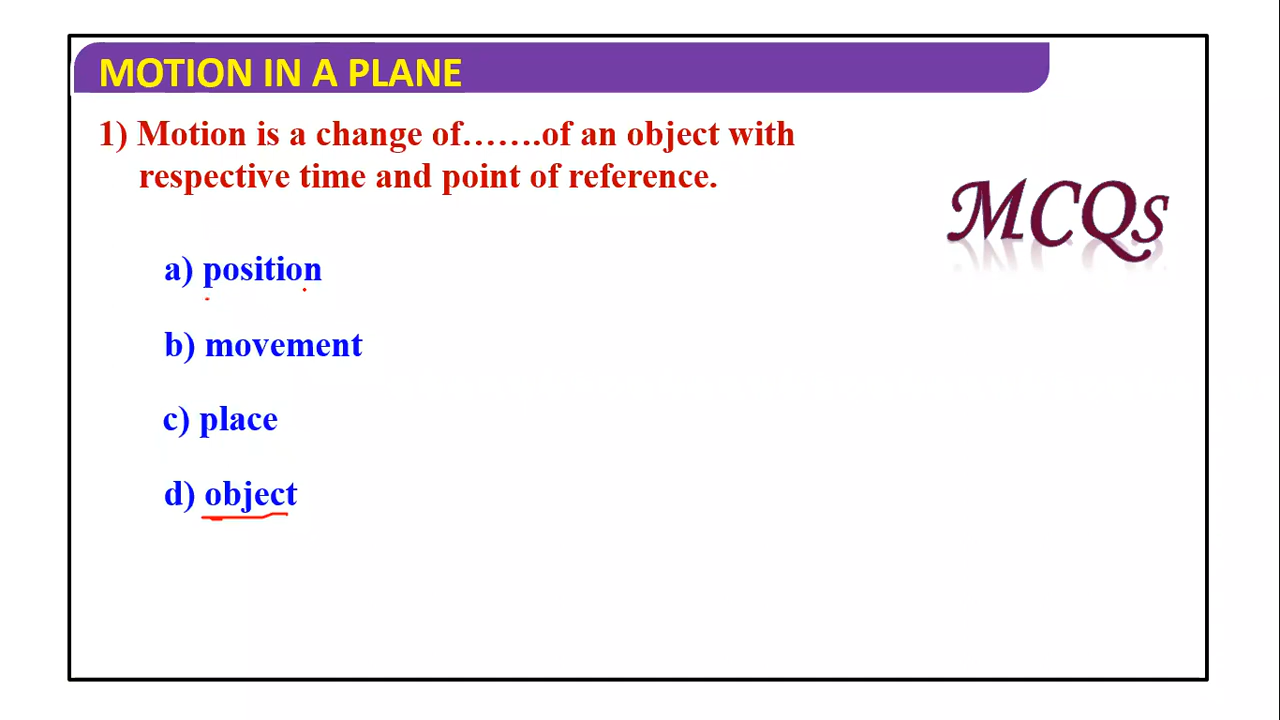 MOTION IN A PLANE
1) Motion is a change of…….of an object with
respective time and point of reference.
MCQs
a) position
b) movement
c) place
d) object